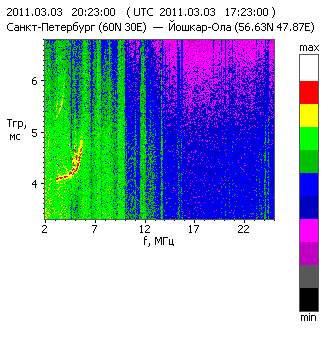 2011.03.03 20:23:00 (UTC 2011.03.03 17:23:00)
Санкт-Петербург (60N 30E) — Йошкар-Ола (56.63N 47.87E)
max
6
Tгр,
мс
5
4
2 7 12 17 22
f, МГц
min